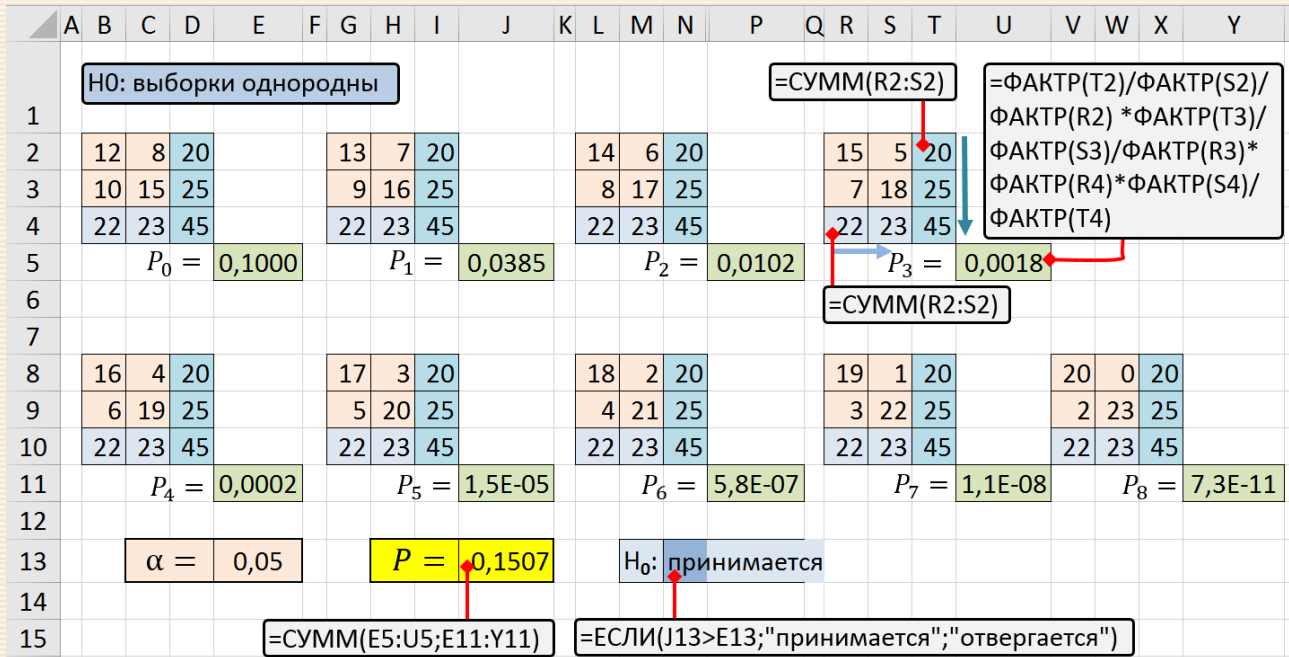 A B C D E F G H I J K L M N P Q R S T U V W X Y
1 H0: выборки однородны =СУММ(R2:S2) =ФАКТР(T2)/ФАКТР(S2)/
ФАКТР(R2) *ФАКТР(T3)/
ФАКТР(S3)/ФАКТР(R3)*
ФАКТР(R4)*ФАКТР(S4)/
ФАКТР(T4)
2 12 8 20 13 7 20 14 6 20 15 5 20
3 10 15 25 9 16 25 8 17 25 7 18 25
4 22 23 45 22 23 45 22 23 45 22 23 45
5 P₀ = 0,1000 P₁ = 0,0385 P₂ = 0,0102 P₃ = 0,0018
6 =СУММ(R2:S2)
7
8 16 4 20 17 3 20 18 2 20 19 1 20 20 0 20
9 6 19 25 5 20 25 4 21 25 3 22 25 2 23 25
10 22 23 45 22 23 45 22 23 45 22 23 45 22 23 45
11 P₄ = 0,0002 P₅ = 1,5E-05 P₆ = 5,8E-07 P₇ = 1,1E-08 P₈ = 7,3E-11
12
13 α = 0,05 P = 0,1507 H₀: принимается
14
15 =СУММ(E5:U5;E11:Y11) =ЕСЛИ(J13>E13;"принимается";"отвергается")